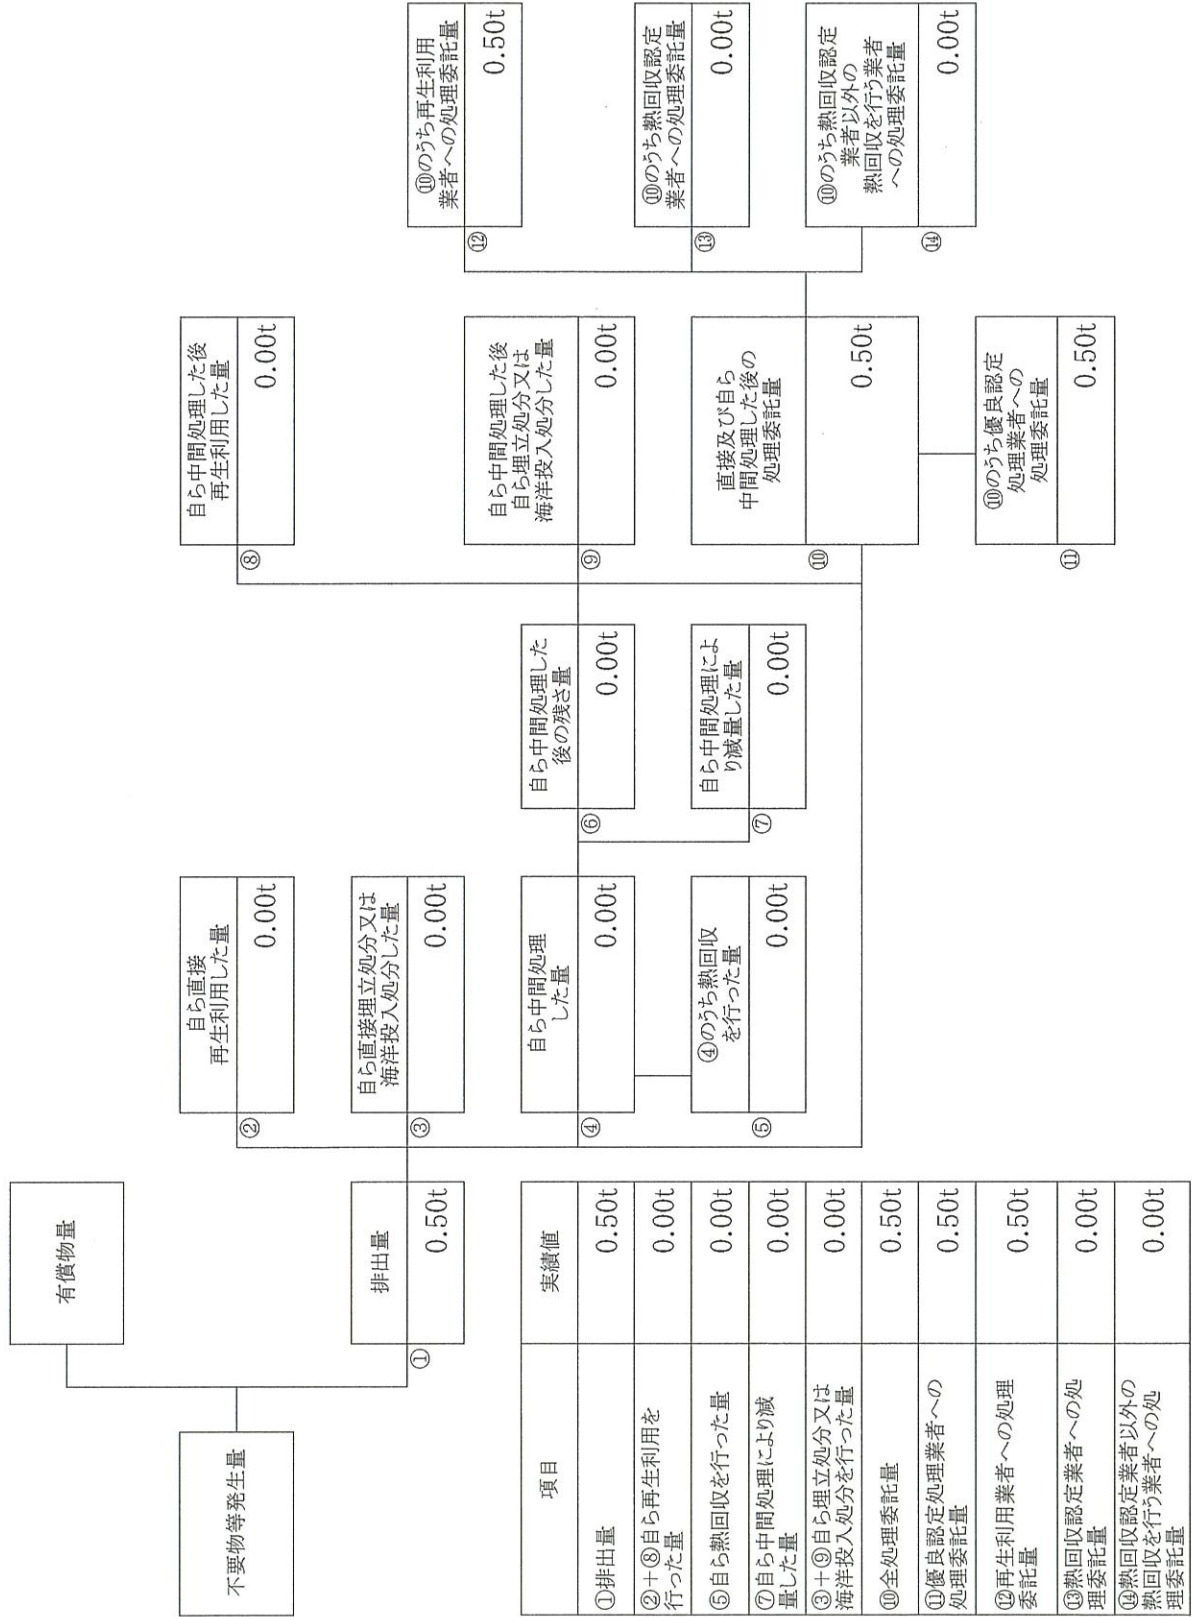 不要物等発生量
有償物量
排出量
①
0.50t
自ら直接
再生利用した量
②
0.00t
自ら直接埋立処分又は
海洋投入処分した量
③
0.00t
自ら中間処理
した量
④
0.00t
④のうち熱回収
を行った量
⑤
0.00t
自ら中間処理した
後の残さ量
⑥
0.00t
自ら中間処理によ
り減量した量
⑦
0.00t
自ら中間処理した後
再生利用した量
⑧
0.00t
自ら中間処理した後
自ら埋立処分又は
海洋投入処分した量
⑨
0.00t
直接及び自ら
中間処理した後の
処理委託量
⑩
0.50t
⑩のうち優良認定
処理業者への
処理委託量
⑪
0.50t
⑩のうち再生利用
業者への処理委託量
⑫
0.50t
⑩のうち熱回収認定
業者への処理委託量
⑬
0.00t
⑩のうち熱回収認定
業者以外の
熱回収を行う業者
への処理委託量
⑭
0.00t
項目 実績値
①排出量 0.50t
②+⑧自ら再生利用を
行った量 0.00t
⑤自ら熱回収を行った量 0.00t
⑦自ら中間処理により減
量した量 0.00t
③+⑨自ら埋立処分又は
海洋投入処分を行った量 0.00t
⑩全処理委託量 0.50t
⑪優良認定処理業者への
処理委託量 0.50t
⑫再生利用業者への処理
委託量 0.50t
⑬熱回収認定業者への処
理委託量 0.00t
⑭熱回収認定業者以外の
熱回収を行う業者への処
理委託量 0.00t